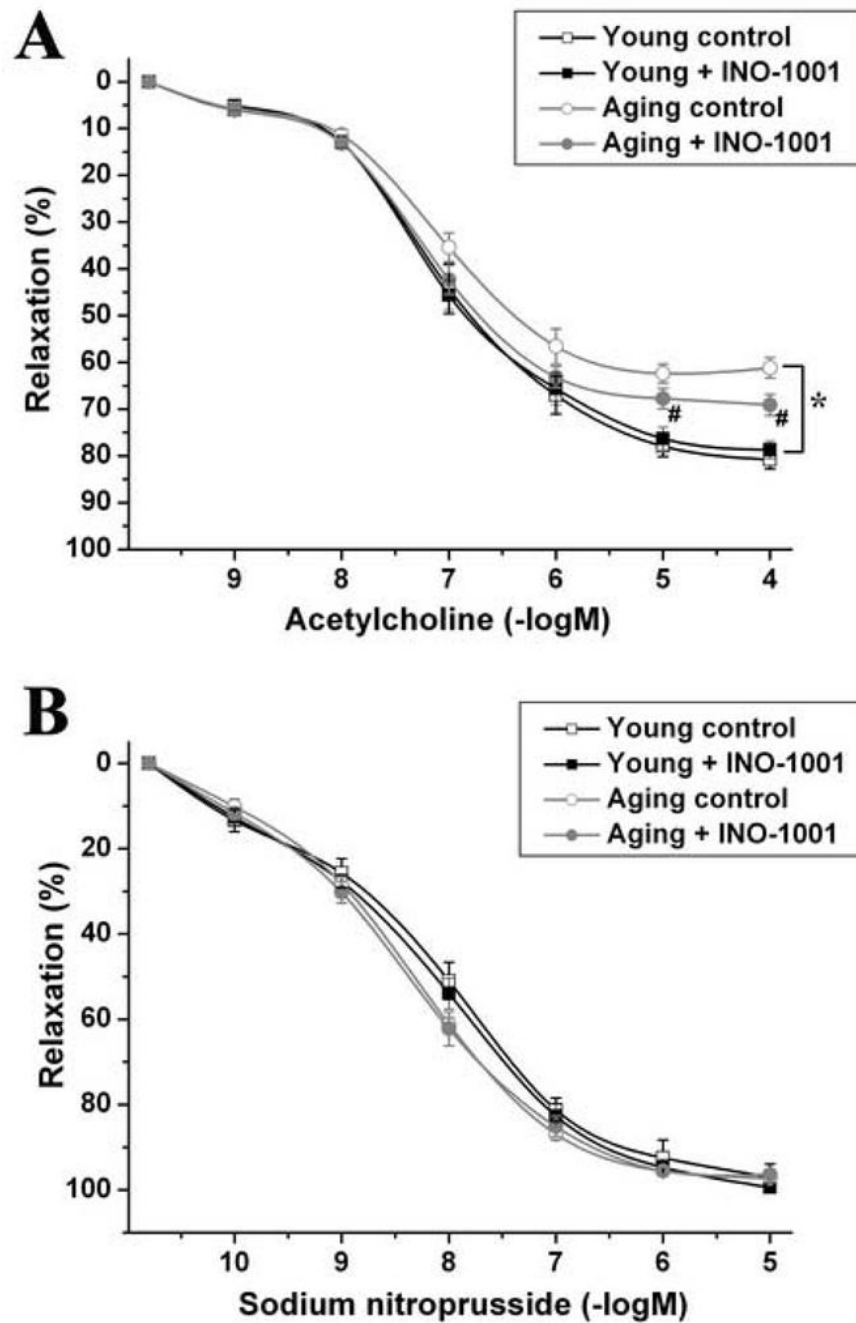 A
Young control
Young + INO-1001
Aging control
Aging + INO-1001
0
10
20
30
40
50
60
70
80
90
100
Relaxation (%)
#
#
*
9 8 7 6 5 4
Acetylcholine (-logM)
B
Young control
Young + INO-1001
Aging control
Aging + INO-1001
0
20
40
60
80
100
Relaxation (%)
10 9 8 7 6 5
Sodium nitroprusside (-logM)